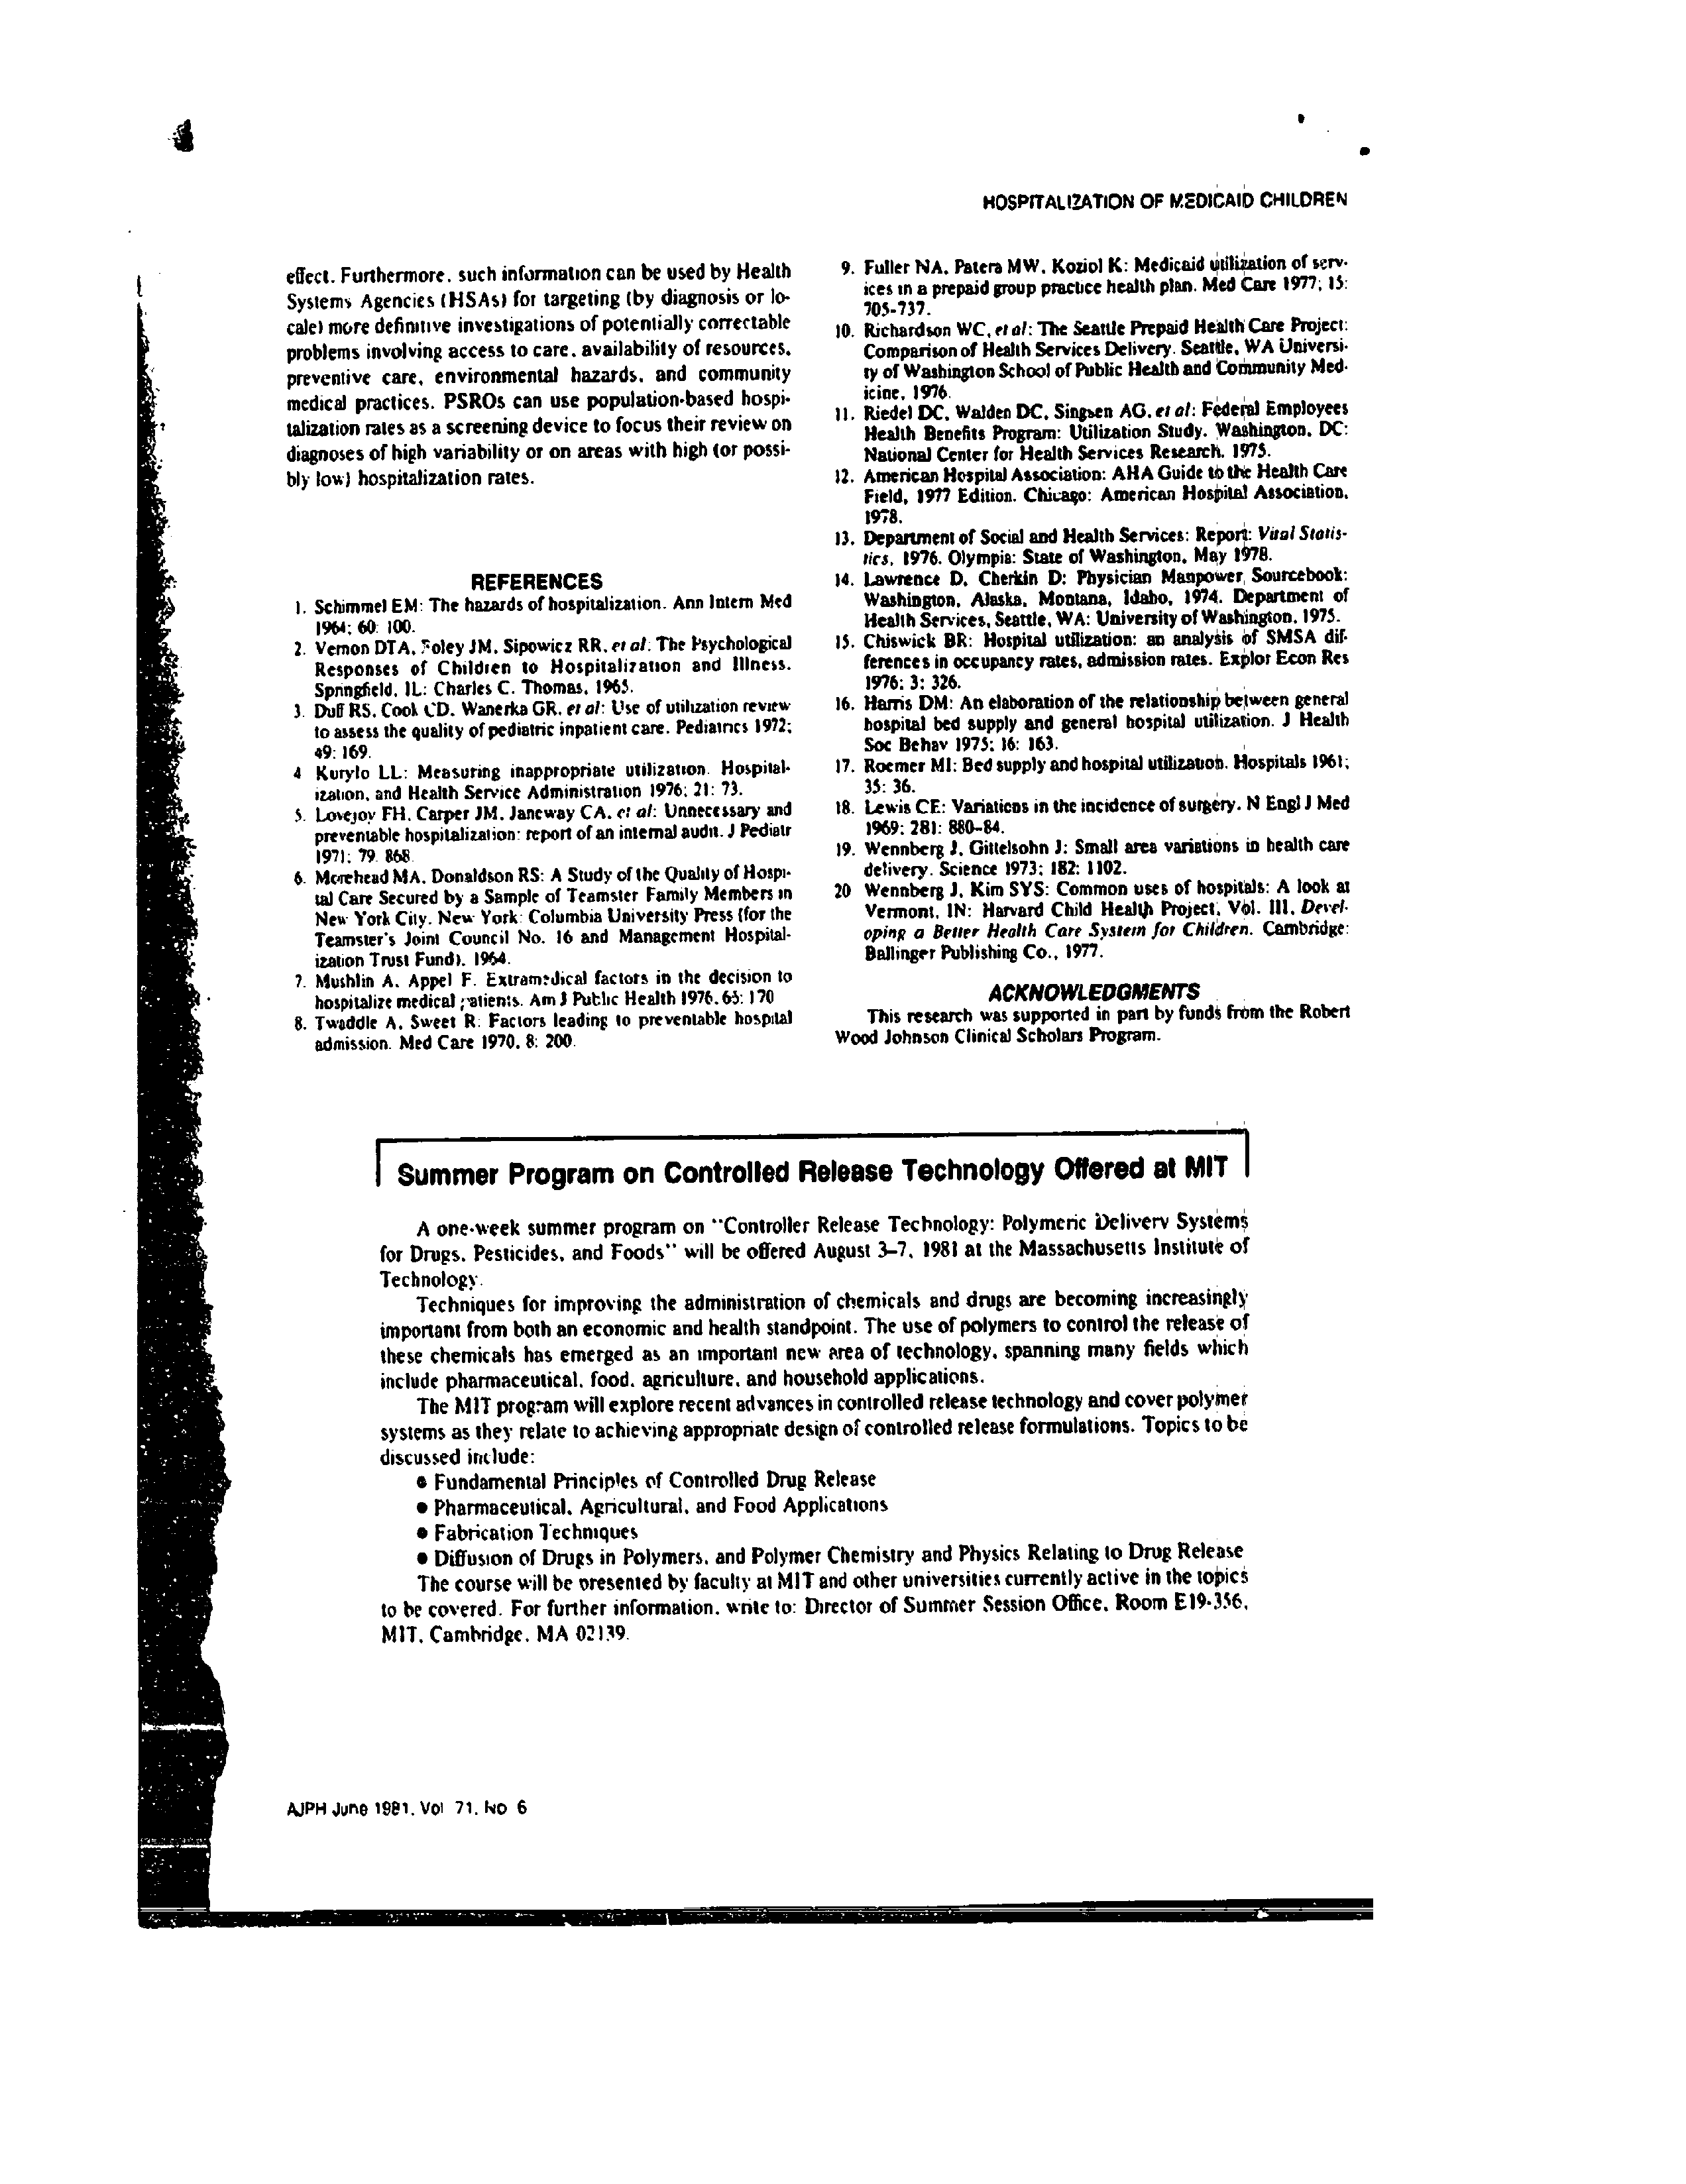 HOSPITALIZATION OF MEDICAID CHILDREN
effect. Furthermore, such information can be used by Health
Systems Agencies (HSAs) for targeting (by diagnosis or lo-
cale) more definitive investigations of potentially correctable
problems involving access to care, availability of resources,
preventive care, environmental hazards, and community
medical practices. PSROs can use population-based hospi-
talization rates as a screening device to focus their review on
diagnoses of high variability or on areas with high (or possi-
bly low) hospitalization rates.
REFERENCES
1. Schimmel EM: The hazards of hospitalization. Ann Intern Med
1964; 60: 100.
2. Vernon DTA, Foley JM, Sipowicz RR, et al: The Psychological
Responses of Children to Hospitalization and Illness.
Springfield, IL: Charles C. Thomas, 1965.
3. Duff RS, Cook CD, Wanerka GR, et al: Use of utilization review
to assess the quality of pediatric inpatient care. Pediatrics 1972;
49: 169.
4 Kurylo LL: Measuring inappropriate utilization. Hospital-
ization, and Health Service Administration 1976; 21: 73.
5. Lovejoy FH, Carper JM, Janeway CA, et al: Unnecessary and
preventable hospitalization: report of an internal audit. J Pediatr
1971; 79: 868.
6. Morehead MA, Donaldson RS: A Study of the Quality of Hospi-
tal Care Secured by a Sample of Teamster Family Members in
New York City. New York: Columbia University Press (for the
Teamster's Joint Council No. 16 and Management Hospital-
ization Trust Fund), 1964.
7. Mushlin A, Appel F. Extramedical factors in the decision to
hospitalize medical patients. Am J Public Health 1976, 65: 170
8. Twaddle A, Sweet R: Factors leading to preventable hospital
admission. Med Care 1970, 8: 200.
9. Fuller NA, Patera MW, Koziol K: Medicaid utilization of serv-
ices in a prepaid group practice health plan. Med Care 1977; 15:
705-737.
10. Richardson WC, et al: The Seattle Prepaid Health Care Project:
Comparison of Health Services Delivery. Seattle, WA Universi-
ty of Washington School of Public Health and Community Med-
icine, 1976.
11. Riedel DC, Walden DC, Singsen AG, et al: Federal Employees
Health Benefits Program: Utilization Study. Washington, DC:
National Center for Health Services Research, 1975.
12. American Hospital Association: AHA Guide to the Health Care
Field, 1977 Edition. Chicago: American Hospital Association,
1978.
13. Department of Social and Health Services: Report: Vital Statis-
tics, 1976. Olympia: State of Washington, May 1978.
14. Lawrence D, Cherkin D: Physician Manpower Sourcebook:
Washington, Alaska, Montana, Idaho, 1974. Department of
Health Services, Seattle, WA: University of Washington, 1975.
15. Chiswick BR: Hospital utilization: an analysis of SMSA dif-
ferences in occupancy rates, admission rates. Explor Econ Res
1976; 3: 326.
16. Harris DM: An elaboration of the relationship between general
hospital bed supply and general hospital utilization. J Health
Soc Behav 1975; 16: 163.
17. Roemer MI: Bed supply and hospital utilization. Hospitals 1961;
35: 36.
18. Lewis CE: Variations in the incidence of surgery. N Engl J Med
1969; 281: 880–84.
19. Wennberg J, Gittelsohn J: Small area variations in health care
delivery. Science 1973; 182: 1102.
20 Wennberg J, Kim SYS: Common uses of hospitals: A look at
Vermont, IN: Harvard Child Health Project, Vol. III, Devel-
oping a Better Health Care System for Children. Cambridge:
Ballinger Publishing Co., 1977.
ACKNOWLEDGMENTS
This research was supported in part by funds from the Robert
Wood Johnson Clinical Scholars Program.
Summer Program on Controlled Release Technology Offered at MIT
A one-week summer program on "Controller Release Technology: Polymeric Delivery Systems
for Drugs, Pesticides, and Foods" will be offered August 3–7, 1981 at the Massachusetts Institute of
Technology.
Techniques for improving the administration of chemicals and drugs are becoming increasingly
important from both an economic and health standpoint. The use of polymers to control the release of
these chemicals has emerged as an important new area of technology, spanning many fields which
include pharmaceutical, food, agriculture, and household applications.
The MIT program will explore recent advances in controlled release technology and cover polymer
systems as they relate to achieving appropriate design of controlled release formulations. Topics to be
discussed include:
● Fundamental Principles of Controlled Drug Release
● Pharmaceutical, Agricultural, and Food Applications
● Fabrication Techniques
● Diffusion of Drugs in Polymers, and Polymer Chemistry and Physics Relating to Drug Release
The course will be presented by faculty at MIT and other universities currently active in the topics
to be covered. For further information, write to: Director of Summer Session Office, Room E19-356,
MIT, Cambridge, MA 02139.
AJPH June 1981, Vol 71, No 6